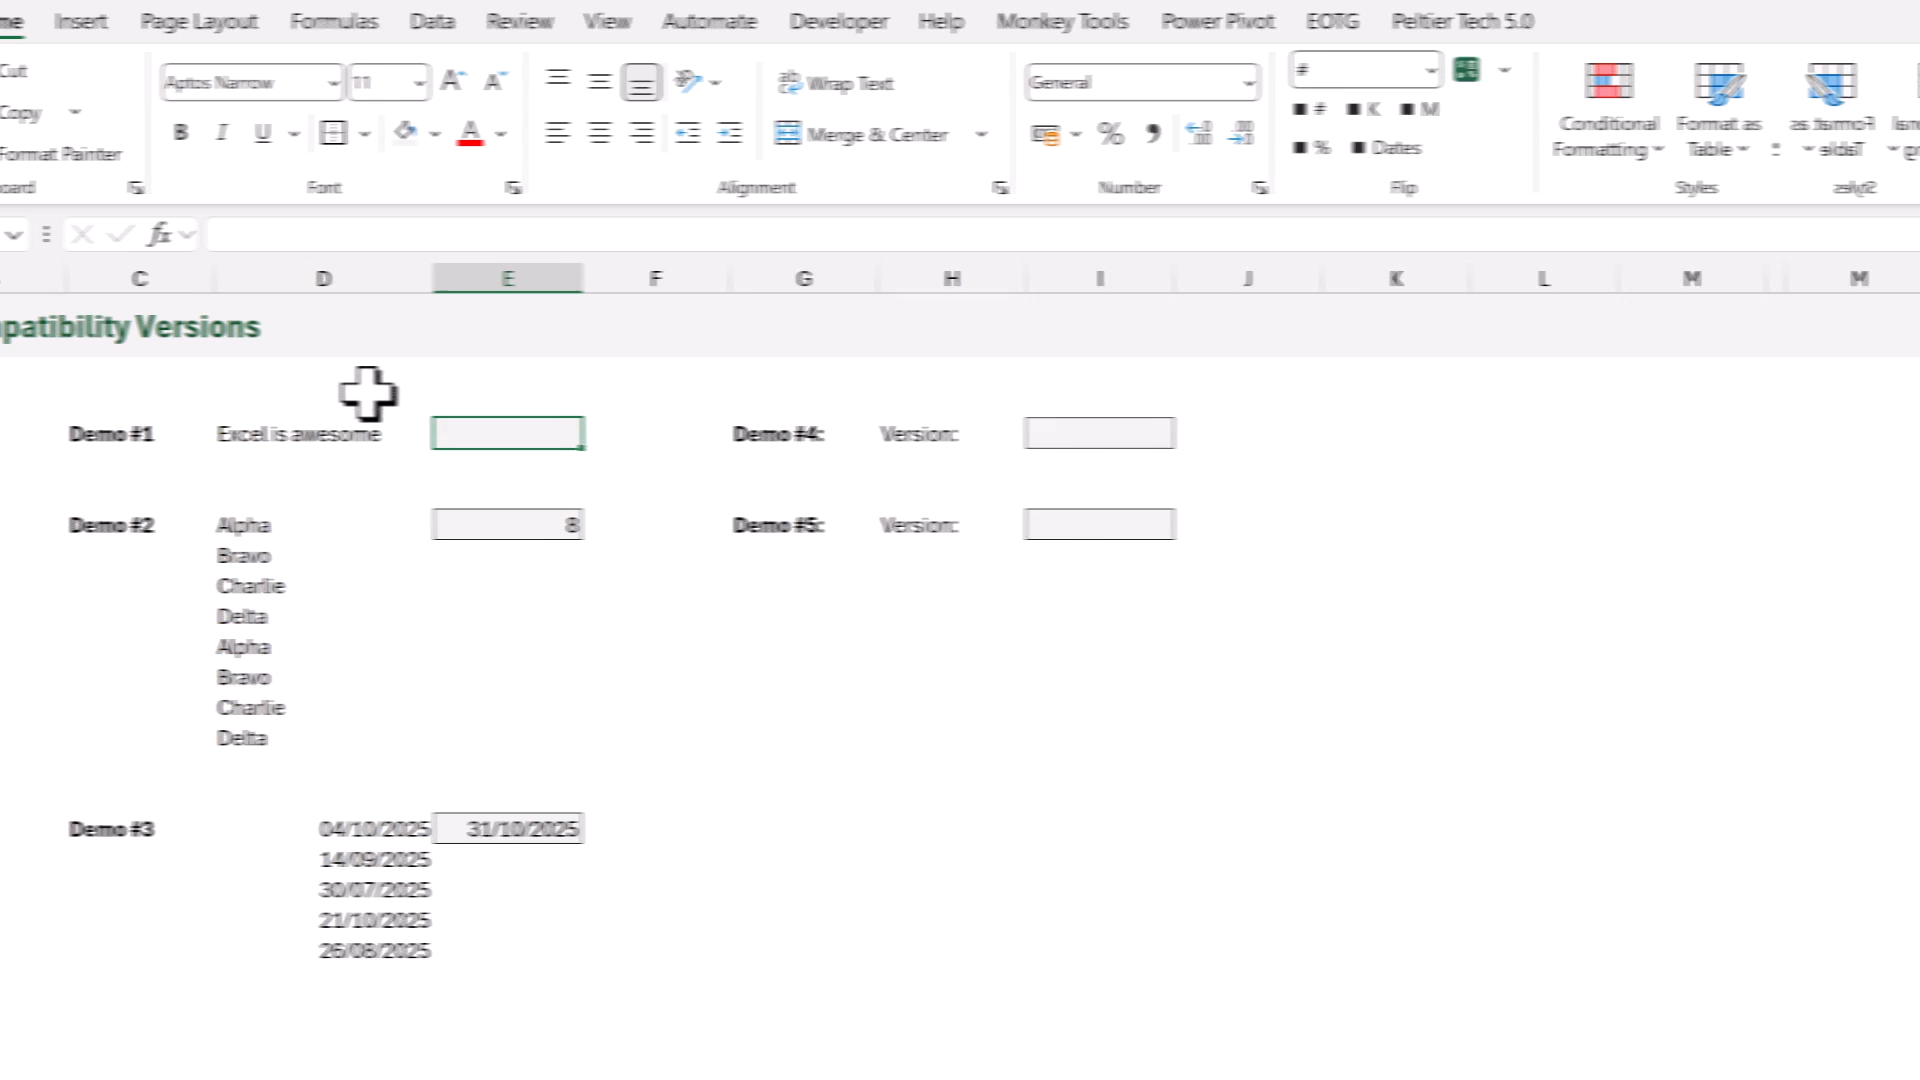 Insert Page Layout Formulas Data Review View Automate Developer Help Monkey Tools Power Pivot EOTG Peltier Tech 5.0
Cut
Copy
Format Painter
Aptos Narrow 11
B I U
Font
Wrap Text
Merge & Center
Alignment
General
% 
Number
#
# K M
% Dates
Flip
Conditional Formatting
Format as Table
Styles
fx
C D E F G H I J K L M M
patibility Versions
Demo #1 Excel is awesome Demo #4: Version:
Demo #2 Alpha 8 Demo #5: Version:
Bravo
Charlie
Delta
Alpha
Bravo
Charlie
Delta
Demo #3 04/10/2025 31/10/2025
14/09/2025
30/07/2025
21/10/2025
26/08/2025